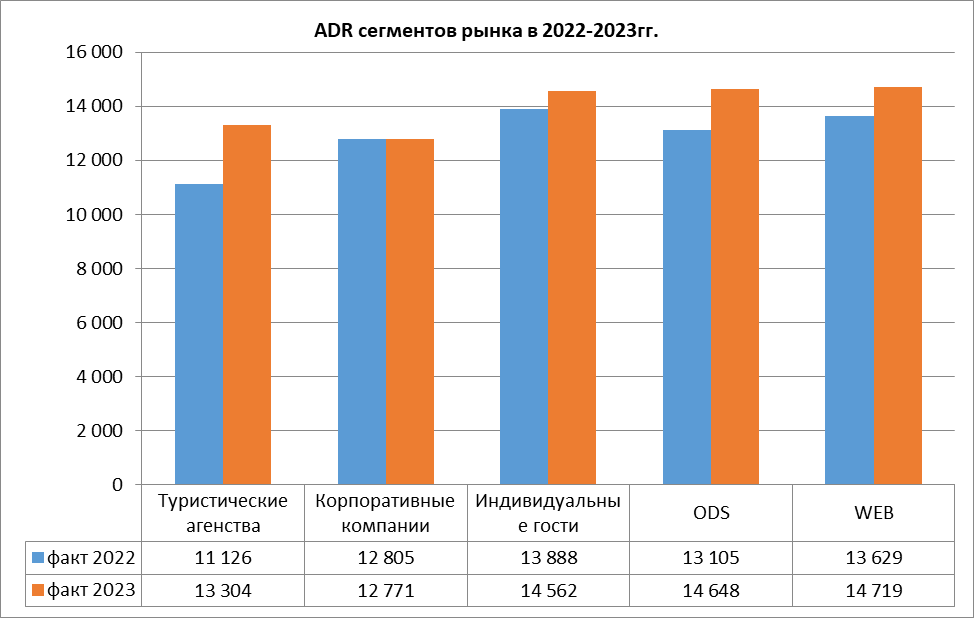 ADR сегментов рынка в 2022-2023гг.
16 000
14 000
12 000
10 000
8 000
6 000
4 000
2 000
0
Туристические агенства Корпоративные компании Индивидуальны е гости ODS WEB
факт 2022 11 126 12 805 13 888 13 105 13 629
факт 2023 13 304 12 771 14 562 14 648 14 719